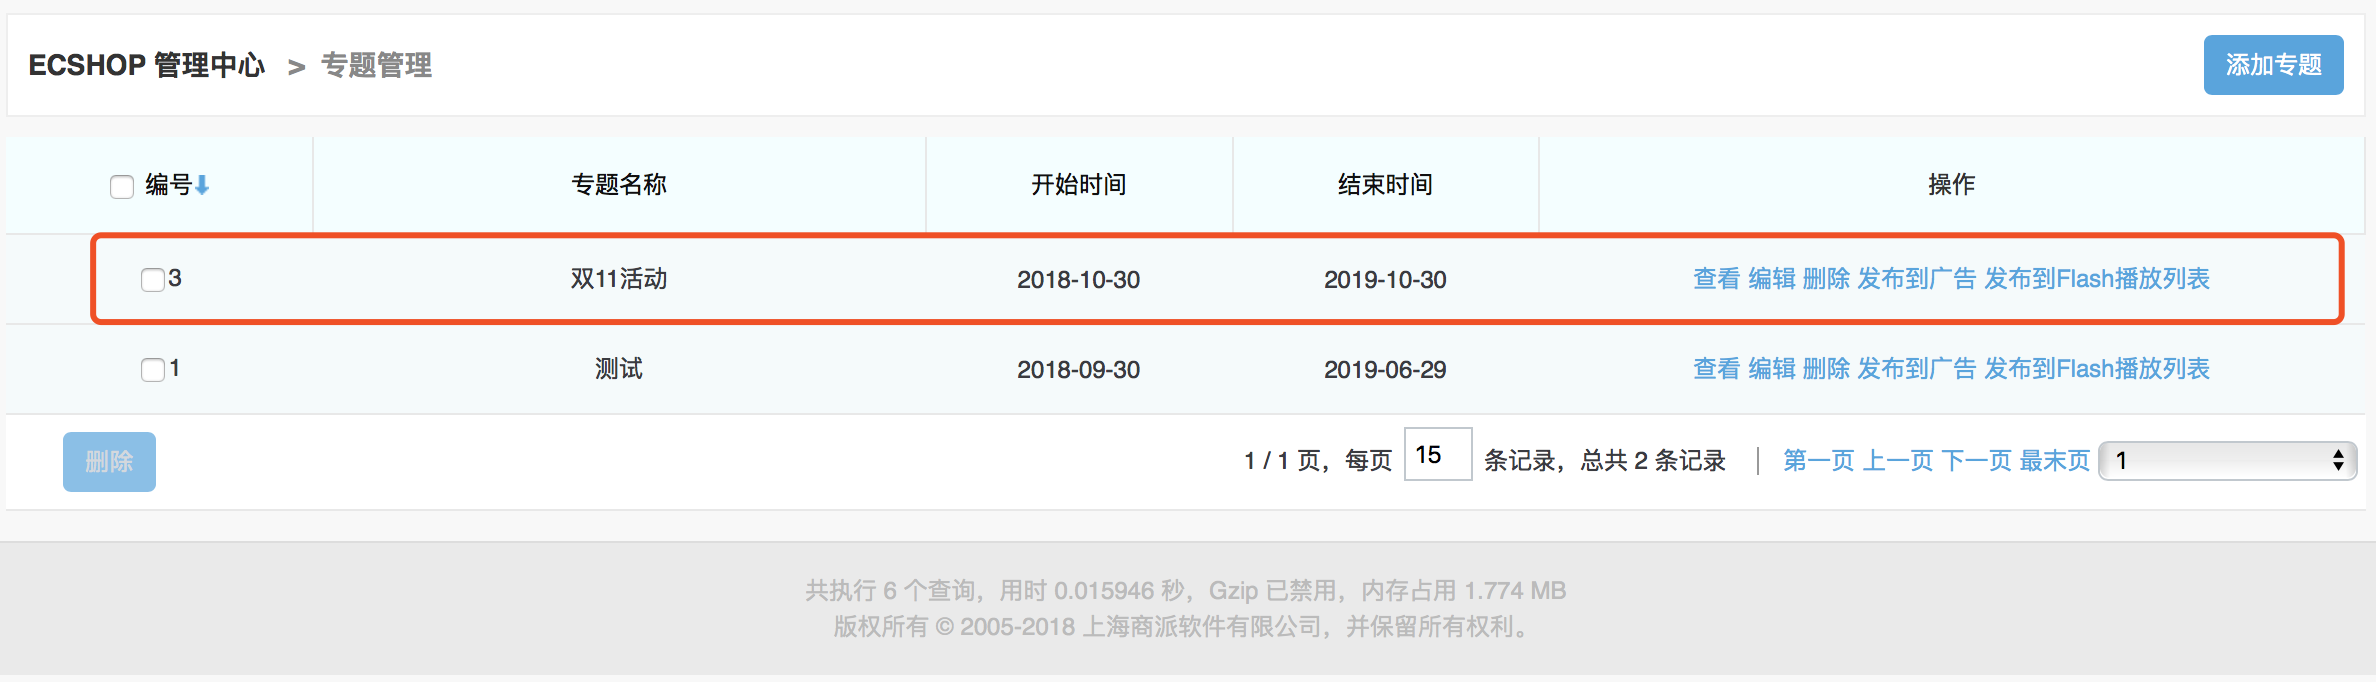 ECSHOP 管理中心 > 专题管理
添加专题
编号 专题名称 开始时间 结束时间 操作
3 双11活动 2018-10-30 2019-10-30 查看 编辑 删除 发布到广告 发布到Flash播放列表
1 测试 2018-09-30 2019-06-29 查看 编辑 删除 发布到广告 发布到Flash播放列表
删除 1 / 1 页，每页 15 条记录，总共 2 条记录 | 第一页 上一页 下一页 最末页 1
共执行 6 个查询，用时 0.015946 秒，Gzip 已禁用，内存占用 1.774 MB
版权所有 © 2005-2018 上海商派软件有限公司，并保留所有权利。